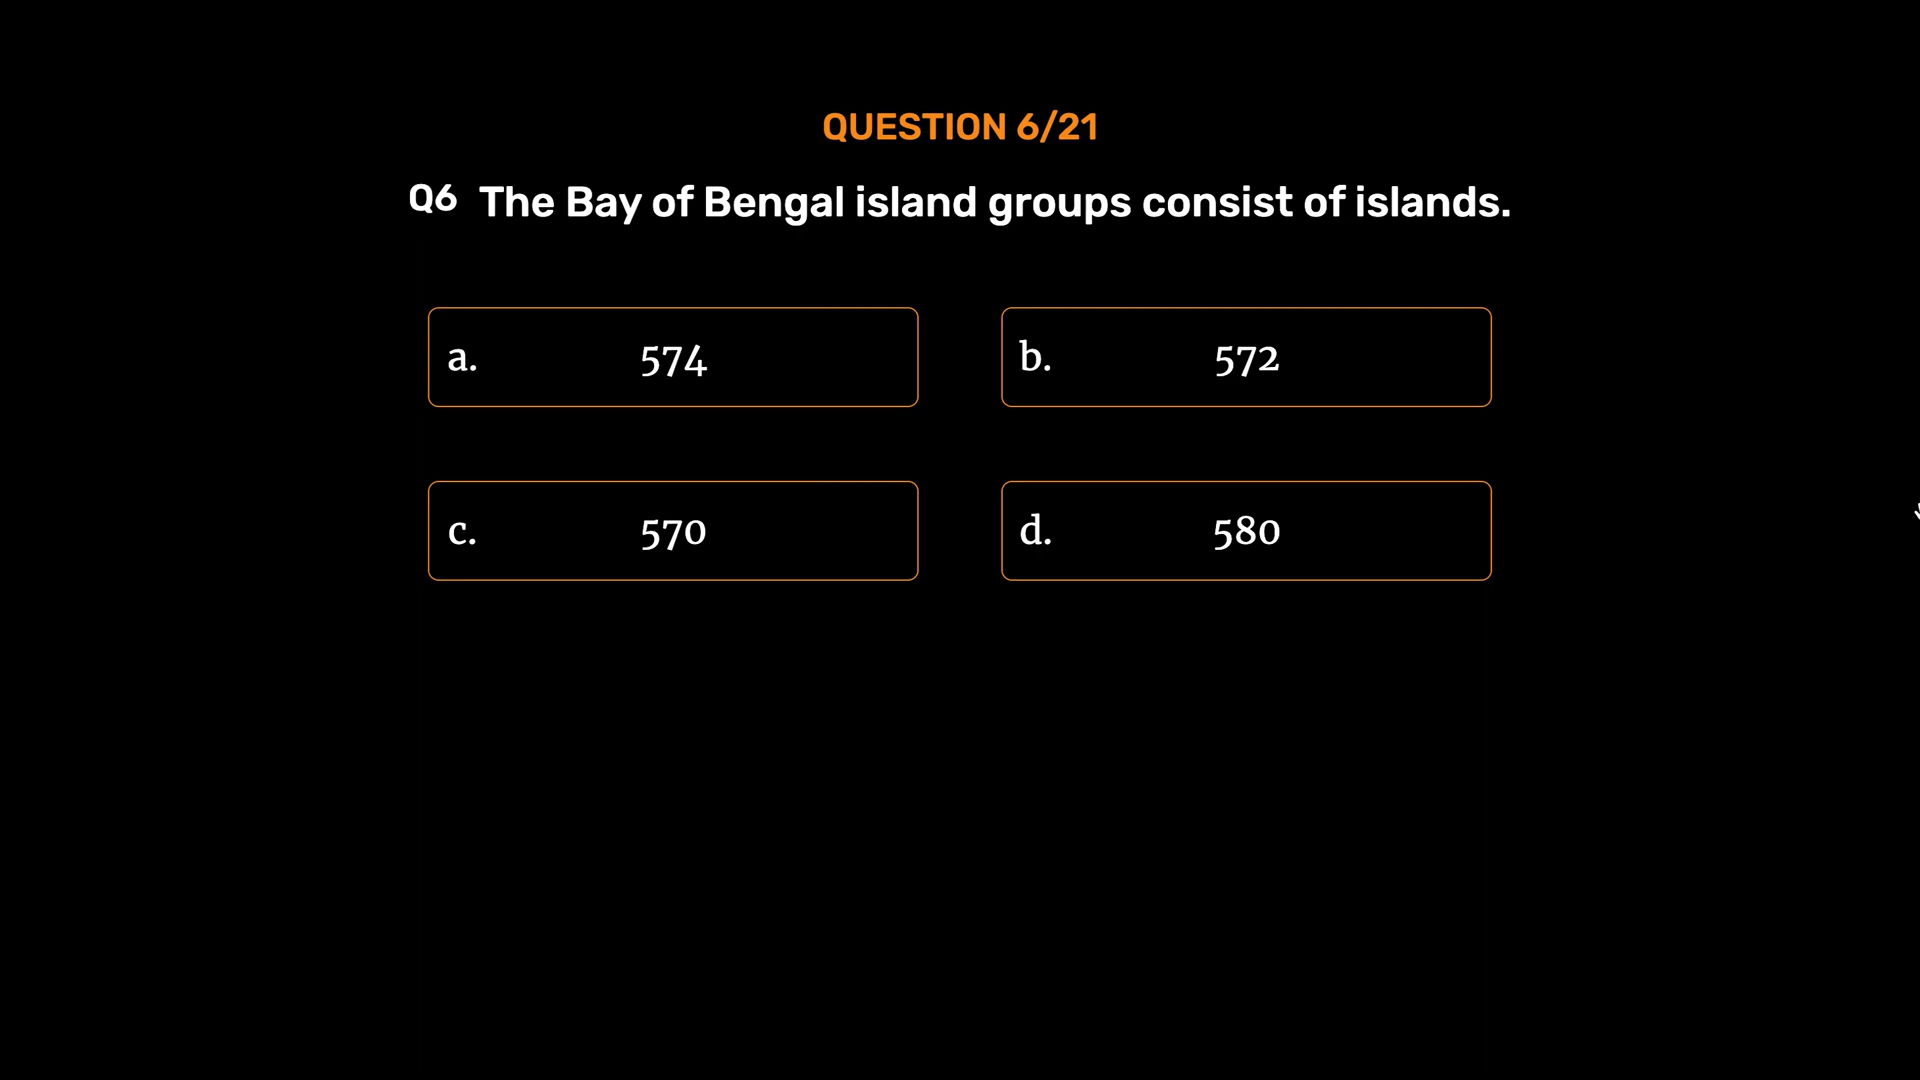 QUESTION 6/21
Q6 The Bay of Bengal island groups consist of islands.
a. 574
b. 572
c. 570
d. 580